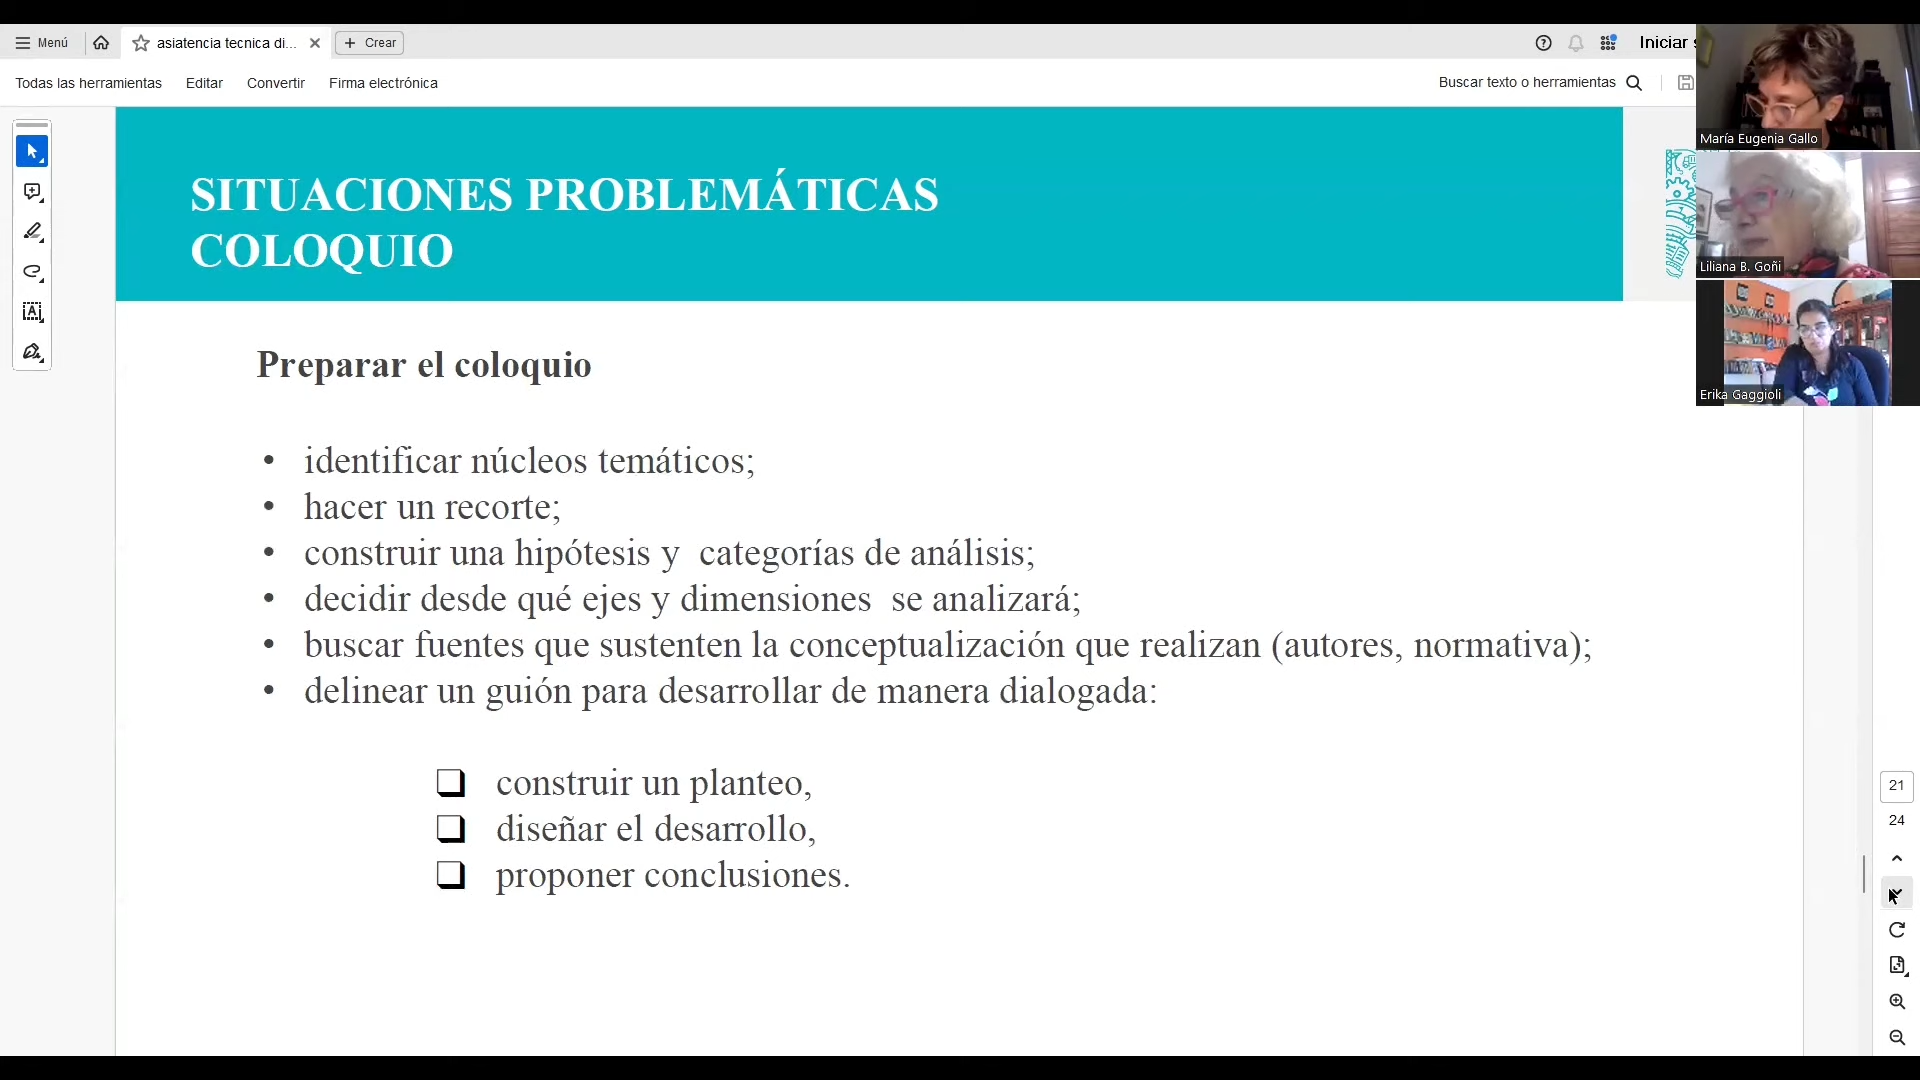 Menú
asiatencia tecnica di...
Crear
Iniciar s
Todas las herramientas
Editar
Convertir
Firma electrónica
Buscar texto o herramientas
María Eugenia Gallo
Liliana B. Goñi
Erika Gaggioli
SITUACIONES PROBLEMÁTICAS
COLOQUIO
Preparar el coloquio
• identificar núcleos temáticos;
• hacer un recorte;
• construir una hipótesis y  categorías de análisis;
• decidir desde qué ejes y dimensiones  se analizará;
• buscar fuentes que sustenten la conceptualización que realizan (autores, normativa);
• delinear un guión para desarrollar de manera dialogada:
❏ construir un planteo,
❏ diseñar el desarrollo,
❏ proponer conclusiones.
21
24